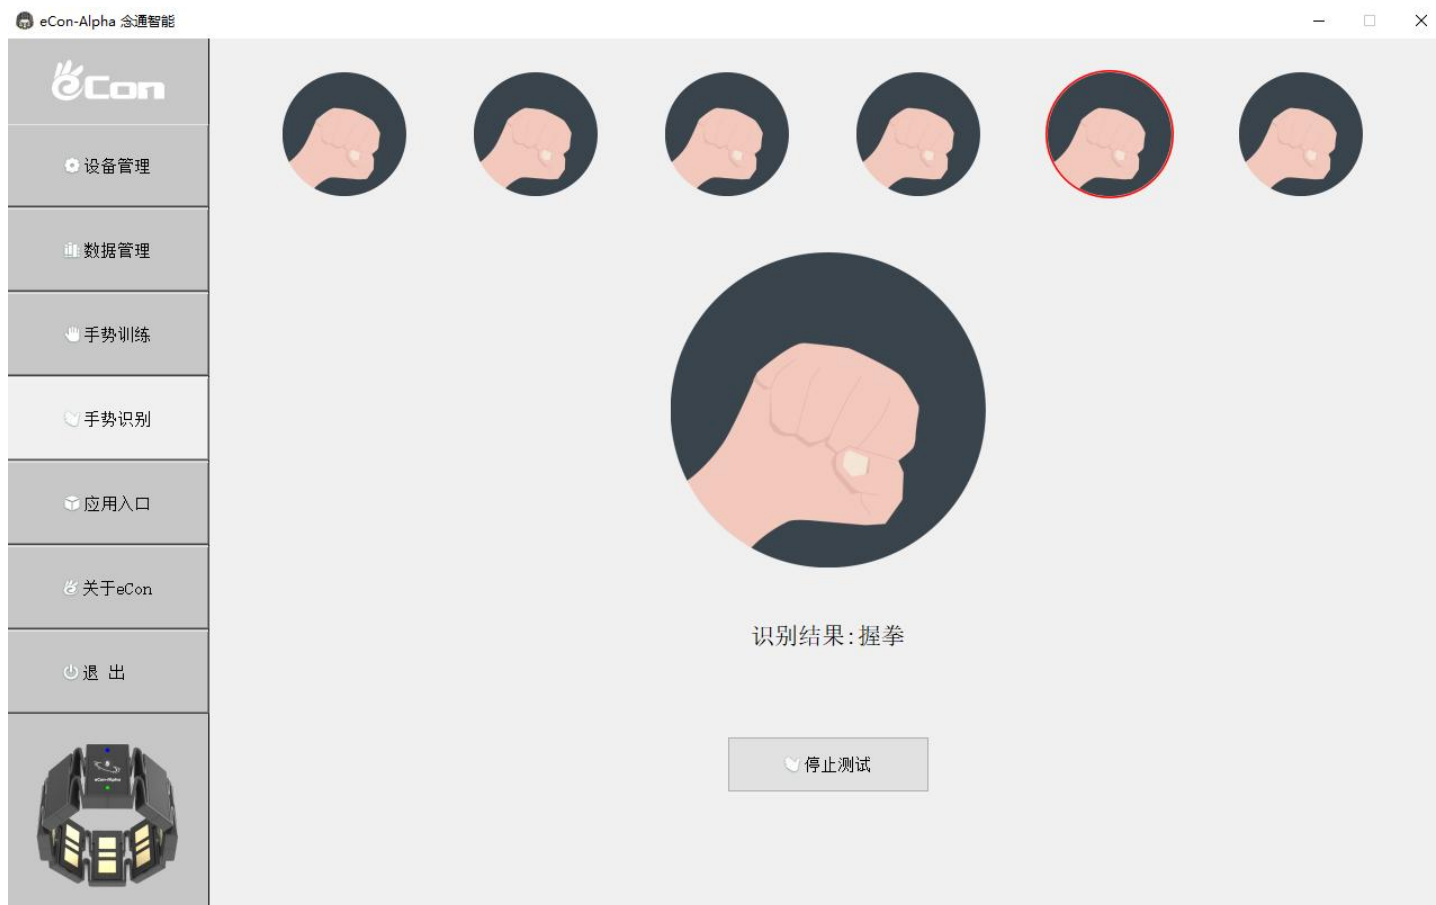 eCon-Alpha 念通智能
eCon
设备管理
数据管理
手势训练
手势识别
应用入口
关于eCon
退 出
识别结果:握拳
停止测试
eCon-Alpha